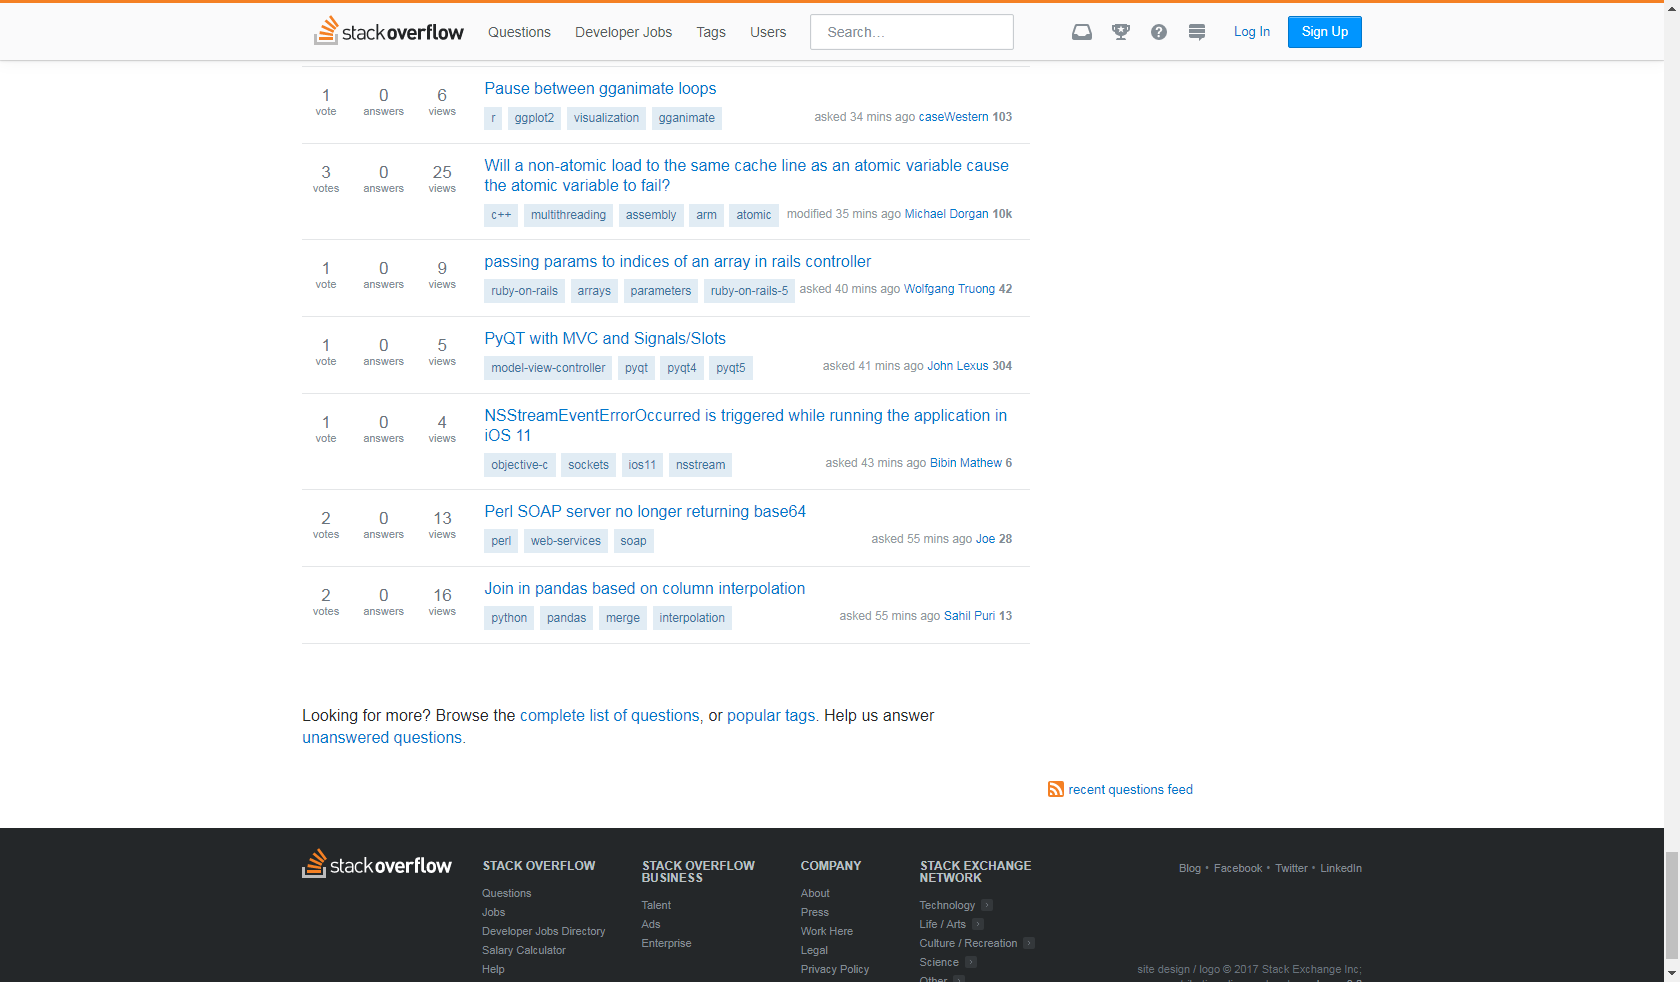 stackoverflow Questions Developer Jobs Tags Users Search... Log In Sign Up
1 vote 0 answers 6 views
Pause between gganimate loops
r ggplot2 visualization gganimate
asked 34 mins ago caseWestern 103
3 votes 0 answers 25 views
Will a non-atomic load to the same cache line as an atomic variable cause
the atomic variable to fail?
c++ multithreading assembly arm atomic
modified 35 mins ago Michael Dorgan 10k
1 vote 0 answers 9 views
passing params to indices of an array in rails controller
ruby-on-rails arrays parameters ruby-on-rails-5
asked 40 mins ago Wolfgang Truong 42
1 vote 0 answers 5 views
PyQT with MVC and Signals/Slots
model-view-controller pyqt pyqt4 pyqt5
asked 41 mins ago John Lexus 304
1 vote 0 answers 4 views
NSStreamEventErrorOccurred is triggered while running the application in
iOS 11
objective-c sockets ios11 nsstream
asked 43 mins ago Bibin Mathew 6
2 votes 0 answers 13 views
Perl SOAP server no longer returning base64
perl web-services soap
asked 55 mins ago Joe 28
2 votes 0 answers 16 views
Join in pandas based on column interpolation
python pandas merge interpolation
asked 55 mins ago Sahil Puri 13
Looking for more? Browse the complete list of questions, or popular tags. Help us answer
unanswered questions.
recent questions feed
stackoverflow
STACK OVERFLOW
Questions
Jobs
Developer Jobs Directory
Salary Calculator
Help
STACK OVERFLOW
BUSINESS
Talent
Ads
Enterprise
COMPANY
About
Press
Work Here
Legal
Privacy Policy
STACK EXCHANGE
NETWORK
Technology
Life / Arts
Culture / Recreation
Science
Other
Blog • Facebook • Twitter • LinkedIn
site design / logo © 2017 Stack Exchange Inc;